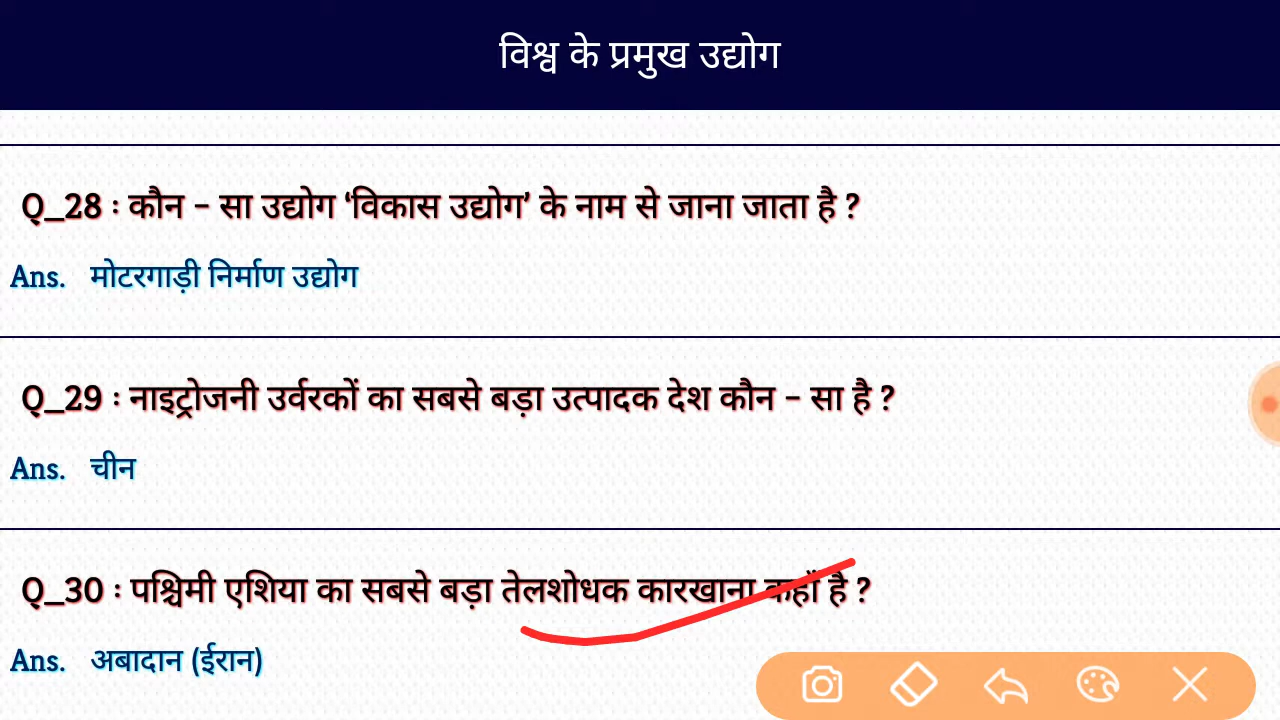 विश्व के प्रमुख उद्योग
Q_28 : कौन – सा उद्योग ‘विकास उद्योग’ के नाम से जाना जाता है ?
Ans. मोटरगाड़ी निर्माण उद्योग
Q_29 : नाइट्रोजनी उर्वरकों का सबसे बड़ा उत्पादक देश कौन – सा है ?
Ans. चीन
Q_30 : पश्चिमी एशिया का सबसे बड़ा तेलशोधक कारखाना कहाँ है ?
Ans. अबादान (ईरान)